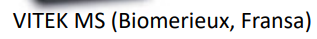 VITEK MS (Biomerieux, Fransa)